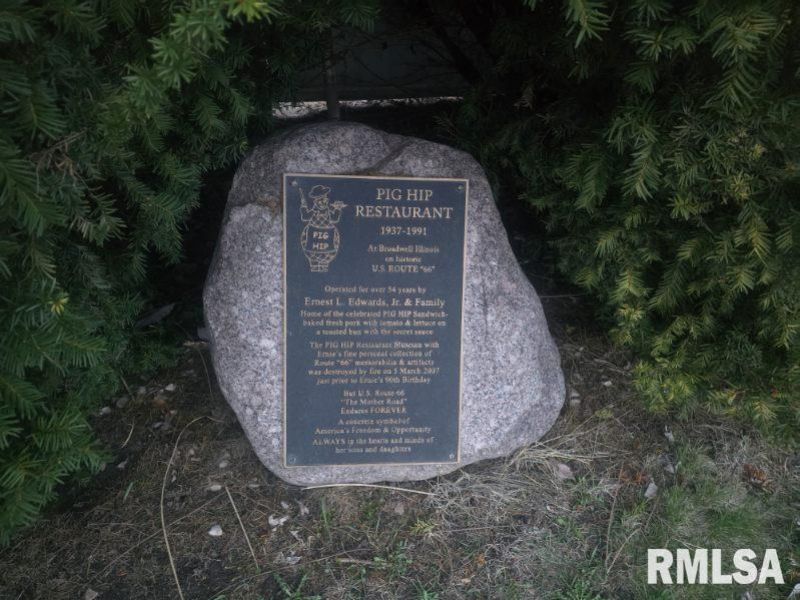 PIG HIP
RESTAURANT
1937-1991
At Broadwell Illinois
on historic
U.S. ROUTE "66"
PIG
HIP
Operated for over 54 years by
Ernest L. Edwards, Jr. & Family
Home of the celebrated PIG HIP Sandwich-
baked fresh pork with tomato & lettuce on
a toasted bun with the secret sauce
The PIG HIP Restaurant Museum with
Ernie's fine personal collection of
Route "66" memorabilia & artifacts
was destroyed by fire on 5 March 2007
just prior to Ernie's 90th Birthday
But U.S. Route
"The Mother Road"
Endures FOREVER
A concrete symbol of
America's Freedom & Opportunity
ALWAYS in the hearts and minds of
her sons and daughters
RMLSA